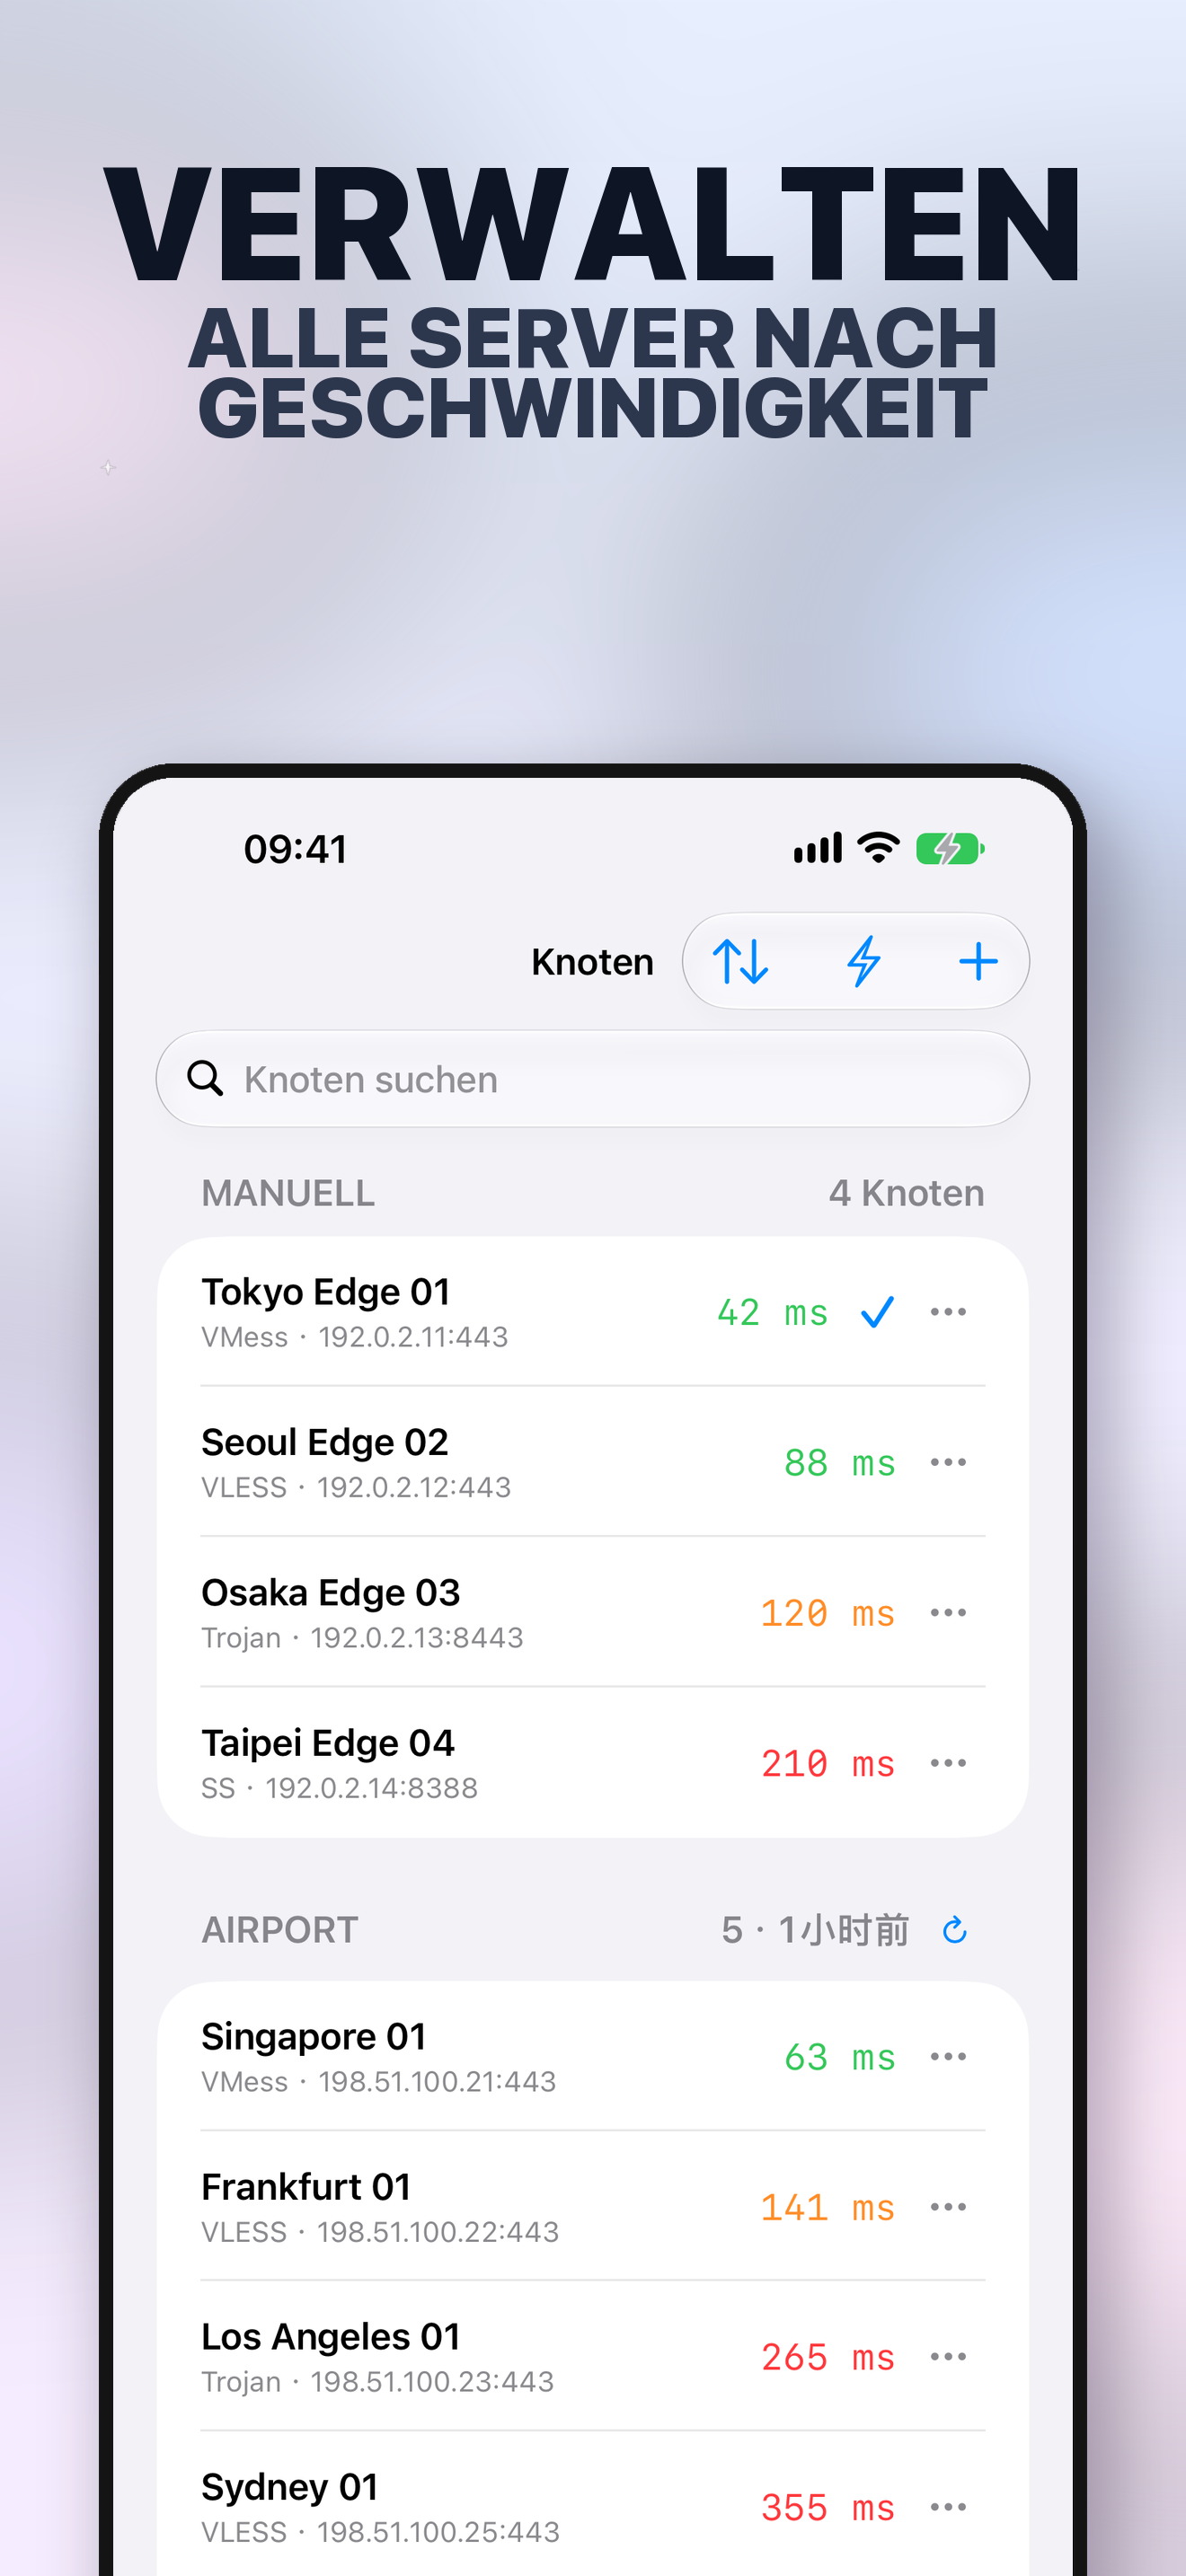 VERWALTEN
ALLE SERVER NACH
GESCHWINDIGKEIT
09:41
Knoten
Knoten suchen
MANUELL 4 Knoten
Tokyo Edge 01
VMess · 192.0.2.11:443
42 ms
Seoul Edge 02
VLESS · 192.0.2.12:443
88 ms
Osaka Edge 03
Trojan · 192.0.2.13:8443
120 ms
Taipei Edge 04
SS · 192.0.2.14:8388
210 ms
AIRPORT 5 · 1小时前
Singapore 01
VMess · 198.51.100.21:443
63 ms
Frankfurt 01
VLESS · 198.51.100.22:443
141 ms
Los Angeles 01
Trojan · 198.51.100.23:443
265 ms
Sydney 01
VLESS · 198.51.100.25:443
355 ms